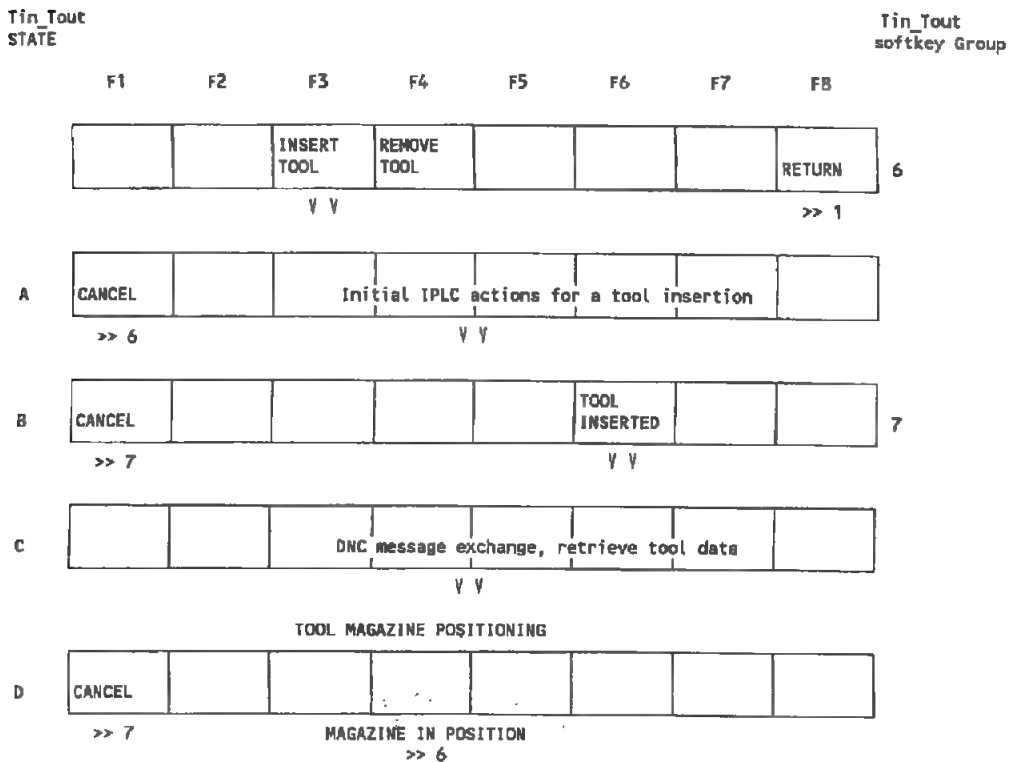 Tin_Tout
STATE
Tin_Tout
softkey Group
F1 F2 F3 F4 F5 F6 F7 F8
INSERT TOOL
REMOVE TOOL
RETURN
6
V V
>> 1
A
CANCEL
Initial IPLC actions for a tool insertion
>> 6
V V
B
CANCEL
TOOL INSERTED
7
>> 7
V V
C
DNC message exchange, retrieve tool data
V V
TOOL MAGAZINE POSITIONING
D
CANCEL
>> 7
MAGAZINE IN POSITION
>> 6